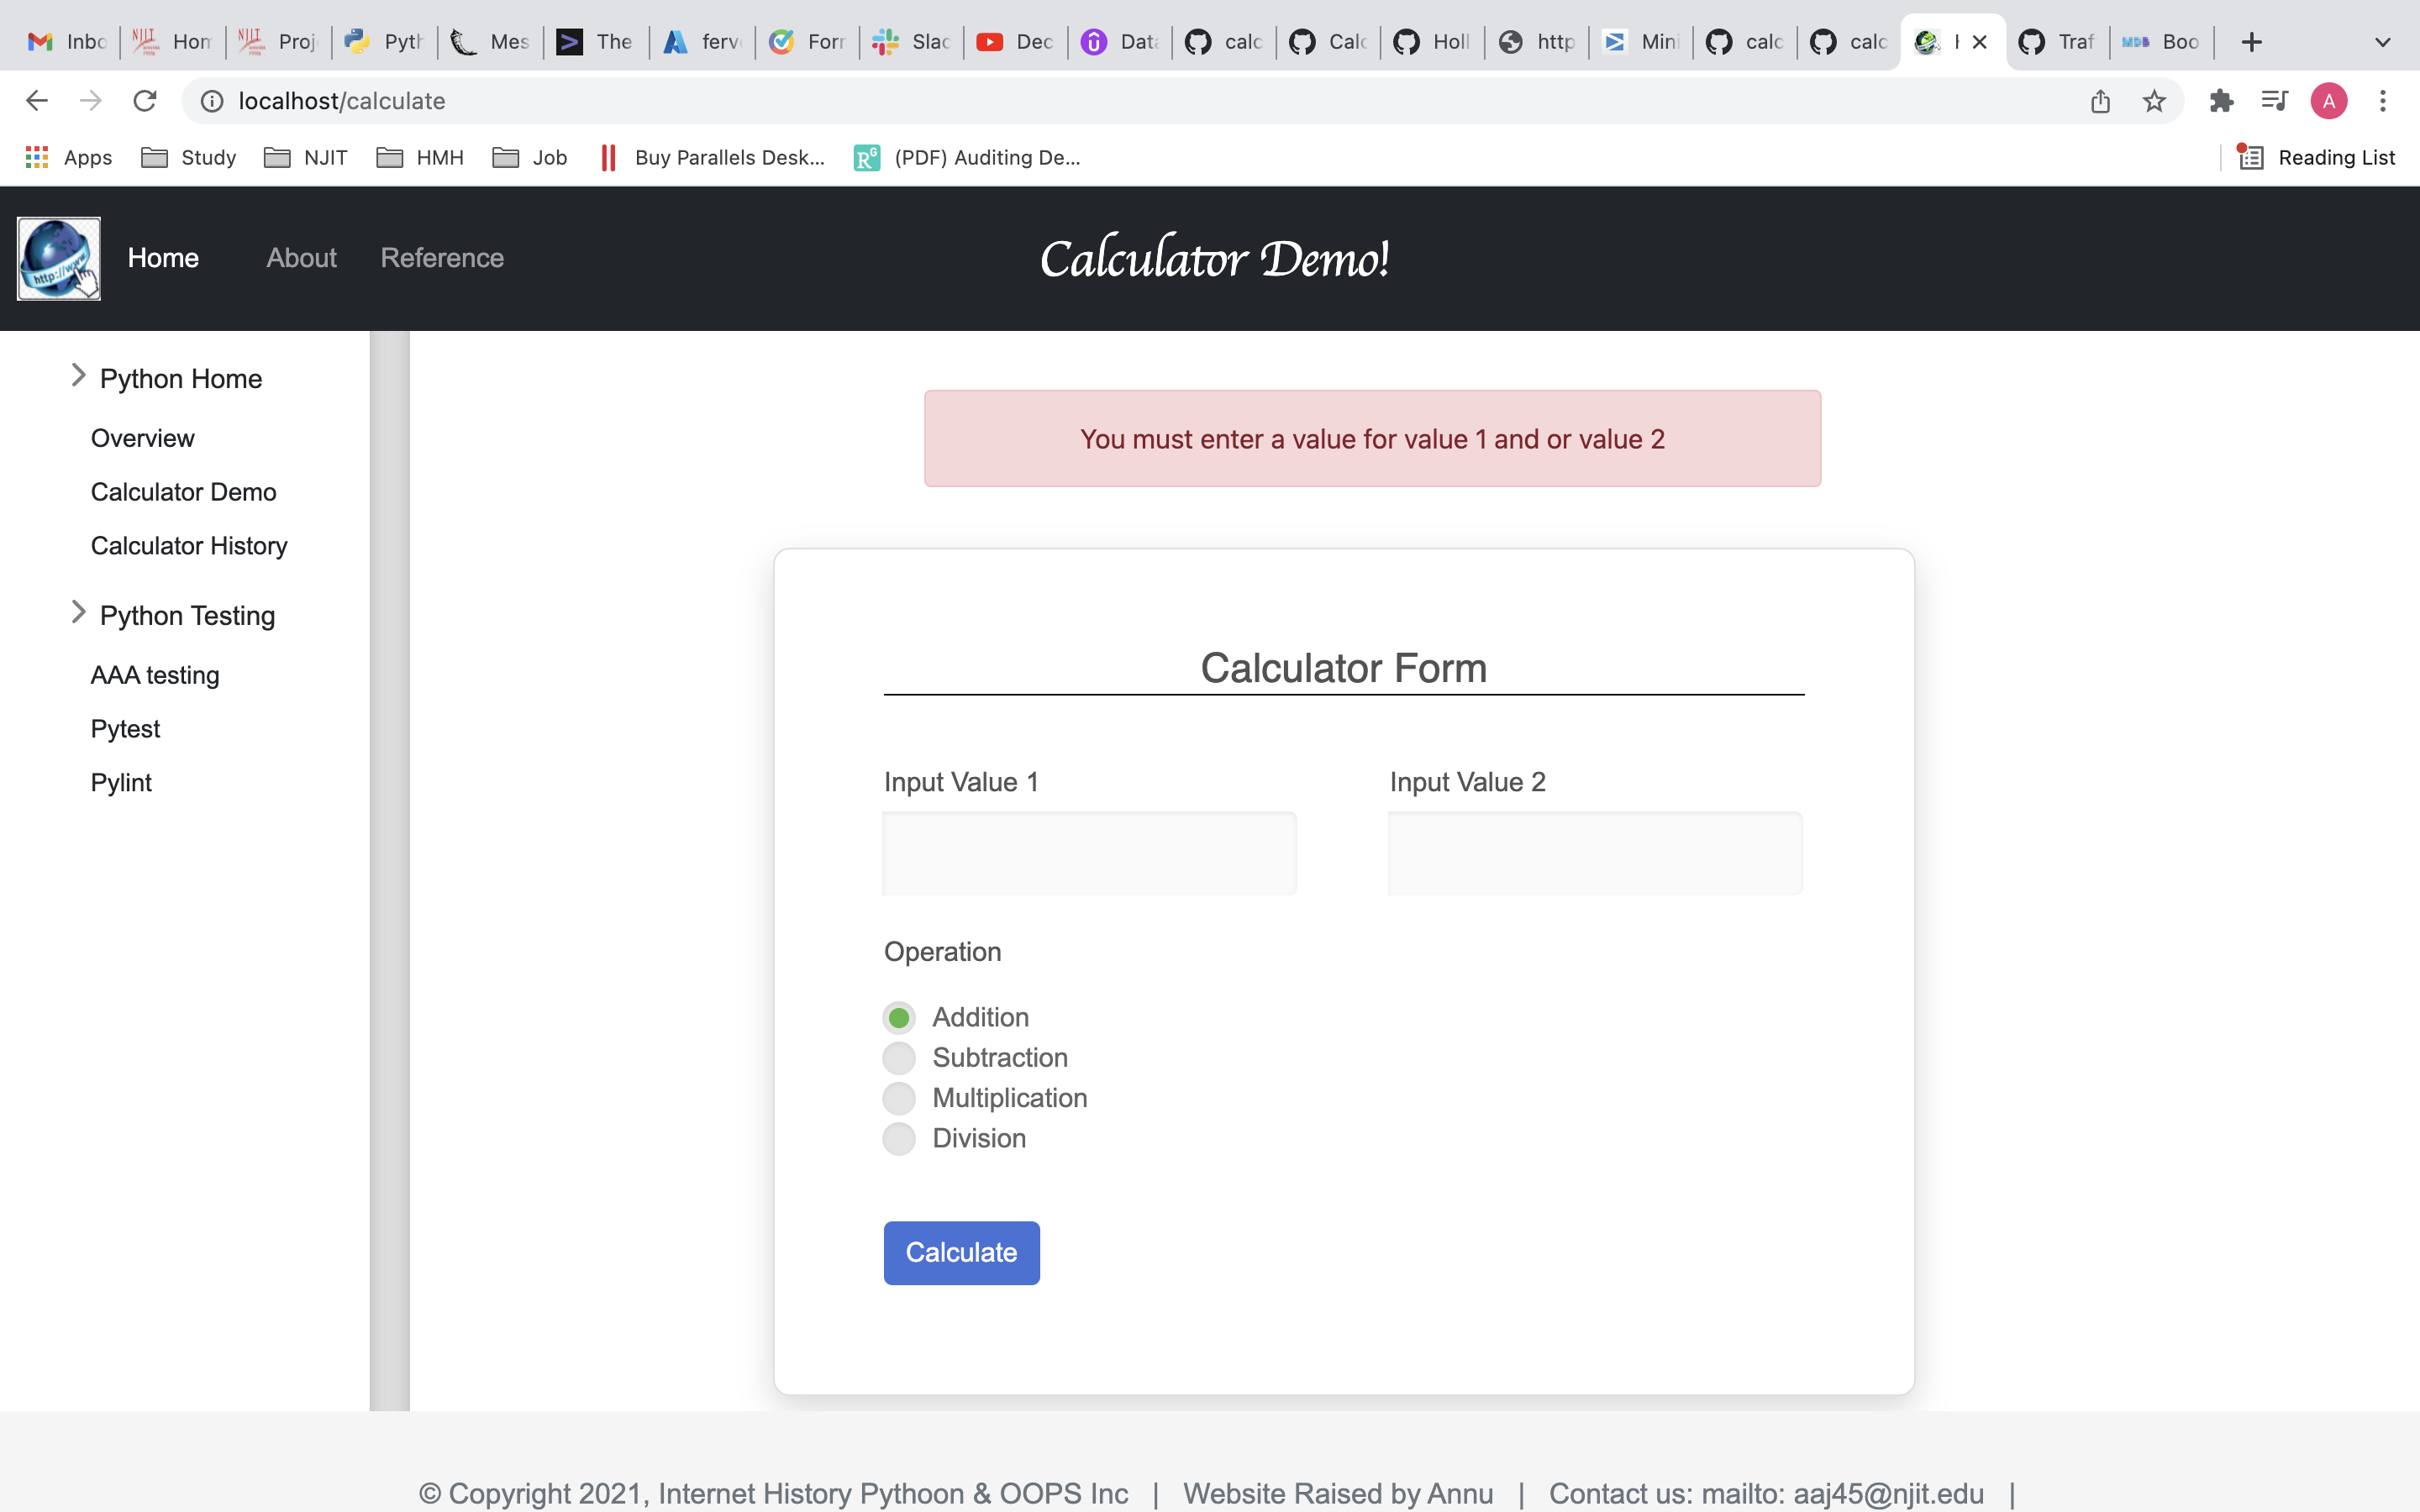 Inbo Hom Proj Pyth Mes The ferv Forr Slac Dec Data calc Calc Holl http Mini calc calc Traf Boo
localhost/calculate
A
Apps Study NJIT HMH Job Buy Parallels Desk... (PDF) Auditing De... Reading List
Home About Reference Calculator Demo!
Python Home
Overview
Calculator Demo
Calculator History
Python Testing
AAA testing
Pytest
Pylint
You must enter a value for value 1 and or value 2
Calculator Form
Input Value 1 Input Value 2
Operation
Addition
Subtraction
Multiplication
Division
Calculate
© Copyright 2021, Internet History Pythoon & OOPS Inc | Website Raised by Annu | Contact us: mailto: aaj45@njit.edu |